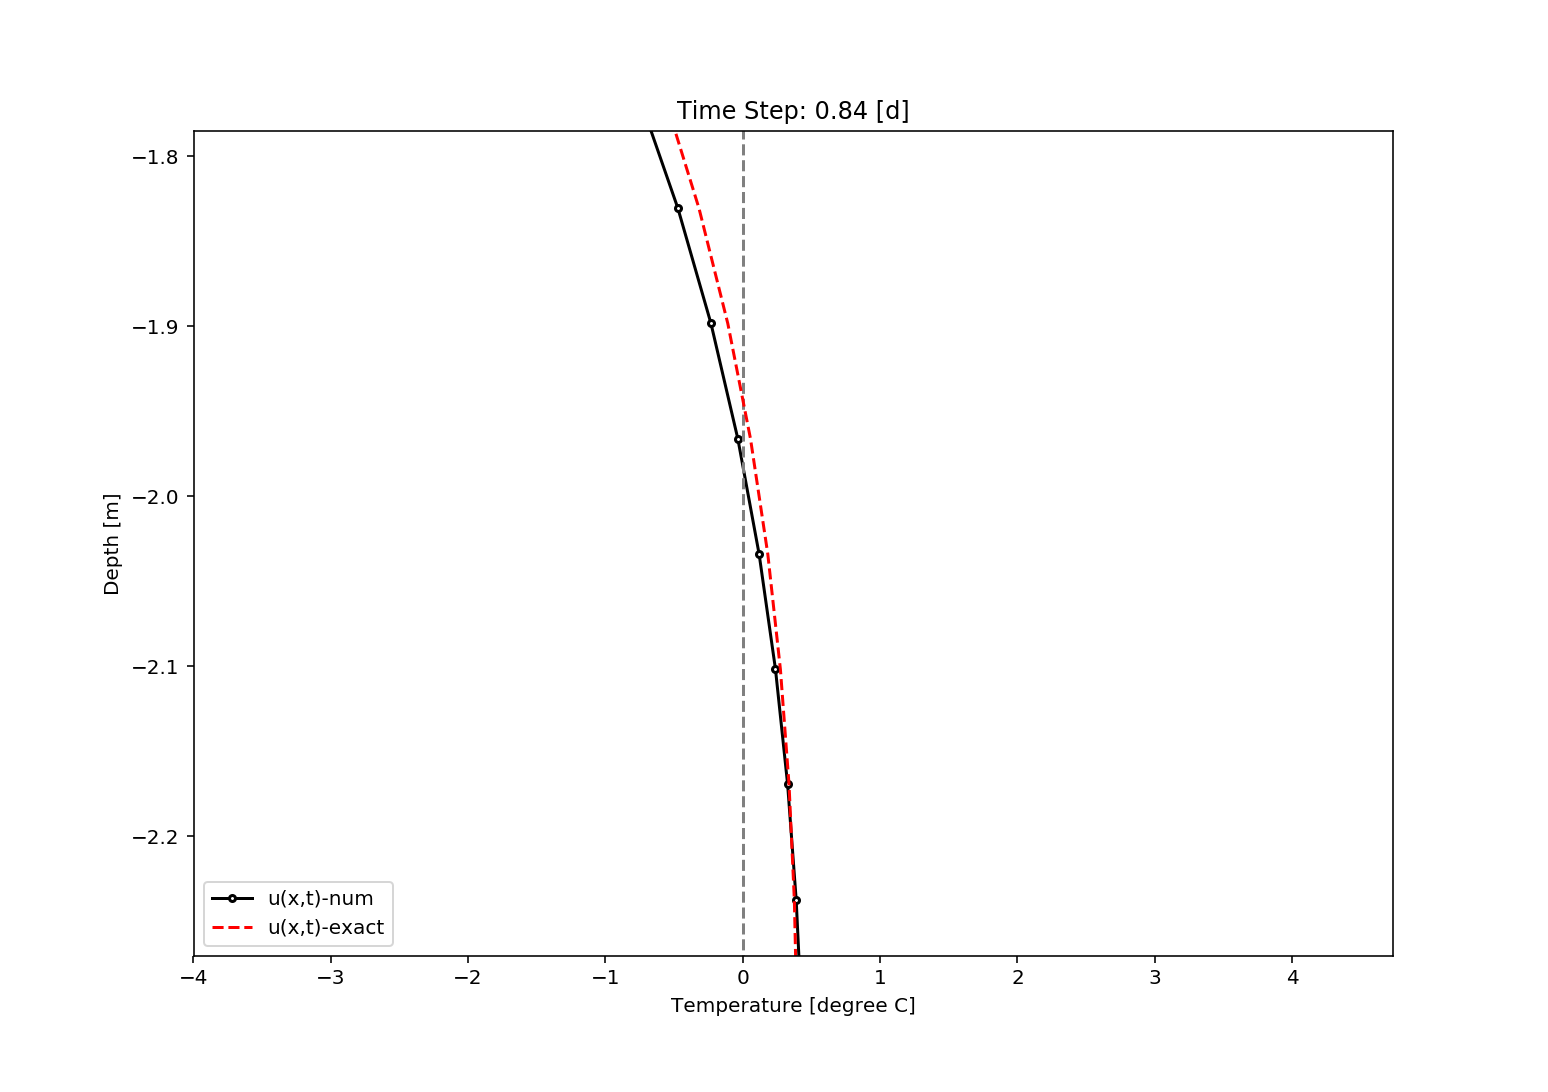 Time Step: 0.84 [d]
−1.8
−1.9
−2.0
−2.1
−2.2
Depth [m]
u(x,t)-num
u(x,t)-exact
−4 −3 −2 −1 0 1 2 3 4
Temperature [degree C]